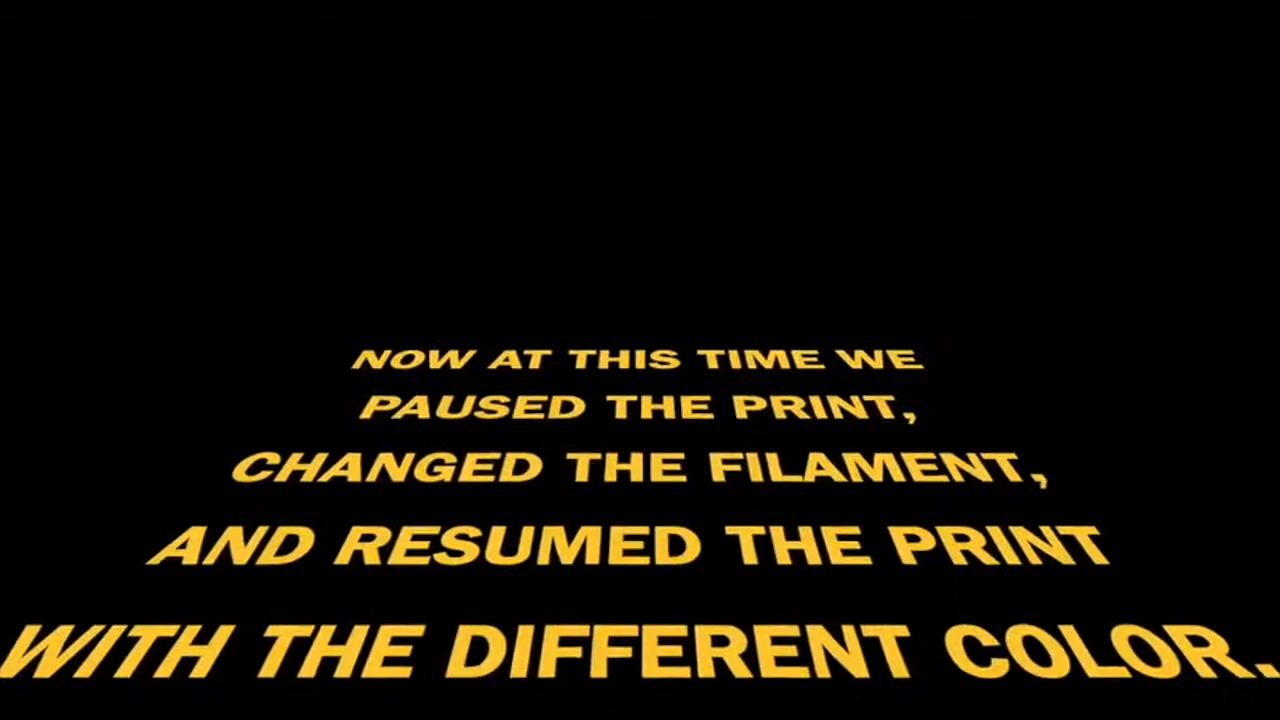 NOW AT THIS TIME WE
PAUSED THE PRINT,
CHANGED THE FILAMENT,
AND RESUMED THE PRINT
WITH THE DIFFERENT COLOR.